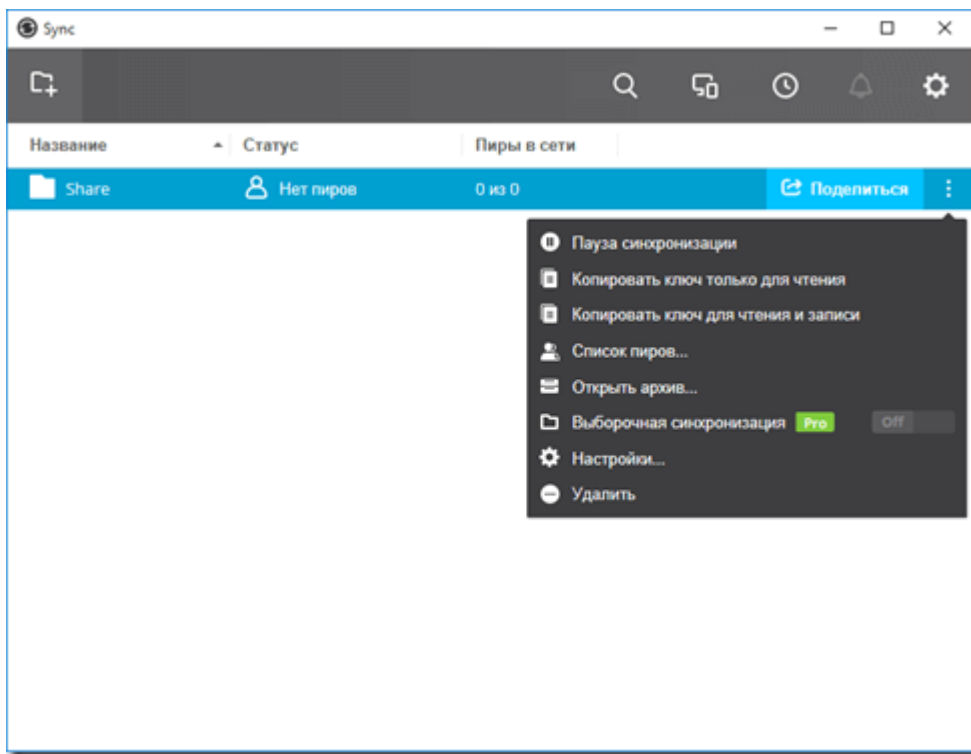 Sync
Название Статус Пиры в сети
Share Нет пиров 0 из 0 Поделиться
Пауза синхронизации
Копировать ключ только для чтения
Копировать ключ для чтения и записи
Список пиров...
Открыть архив...
Выборочная синхронизация Pro Off
Настройки...
Удалить